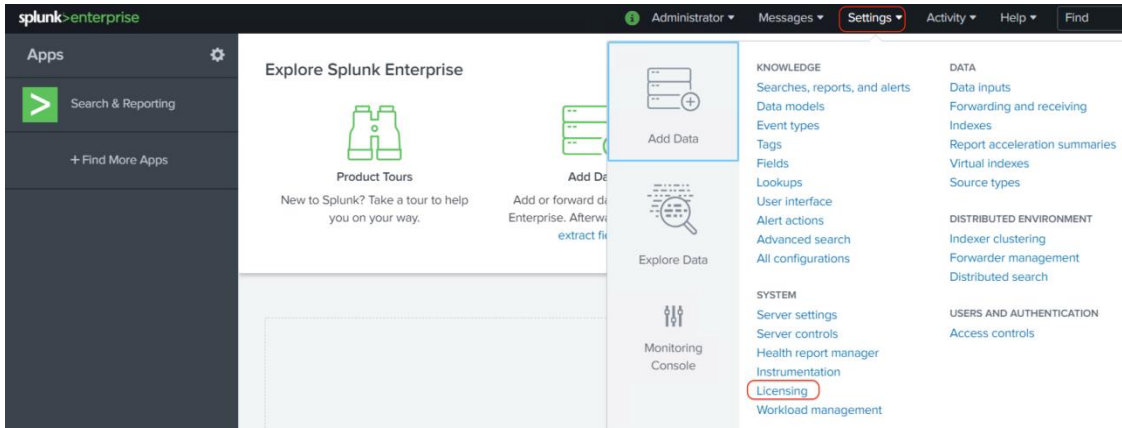 splunk>enterprise
i Administrator ▾ Messages ▾ Settings ▾ Activity ▾ Help ▾ Find
Apps
Search & Reporting
+ Find More Apps
Explore Splunk Enterprise
Product Tours
New to Splunk? Take a tour to help
you on your way.
Add Da
Add or forward da
Enterprise. Afterwa
extract fie
Add Data
Explore Data
Monitoring
Console
KNOWLEDGE
Searches, reports, and alerts
Data models
Event types
Tags
Fields
Lookups
User interface
Alert actions
Advanced search
All configurations
SYSTEM
Server settings
Server controls
Health report manager
Instrumentation
Licensing
Workload management
DATA
Data inputs
Forwarding and receiving
Indexes
Report acceleration summaries
Virtual indexes
Source types
DISTRIBUTED ENVIRONMENT
Indexer clustering
Forwarder management
Distributed search
USERS AND AUTHENTICATION
Access controls